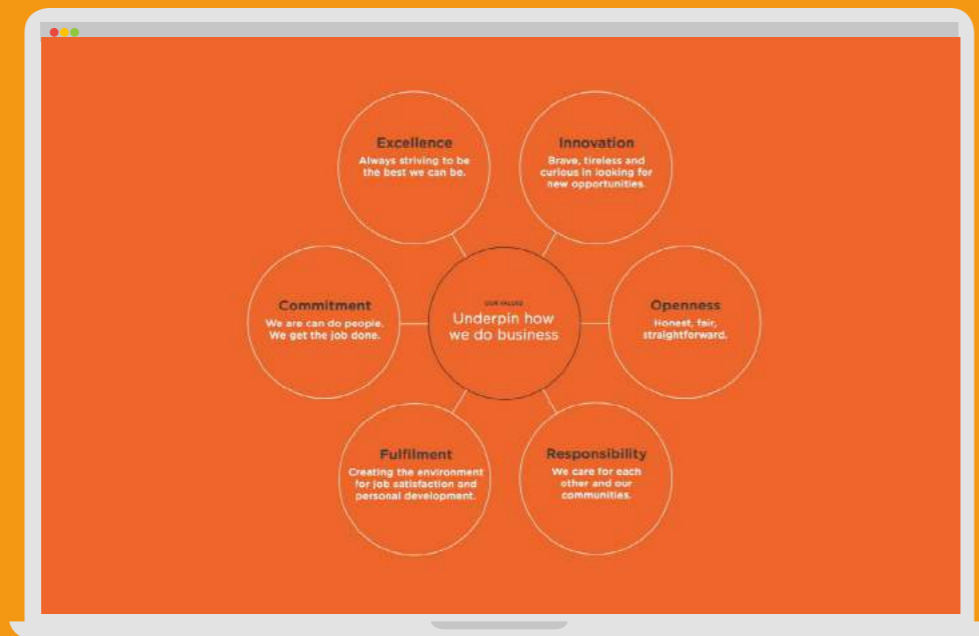 Excellence
Always striving to be
the best we can be.
Innovation
Brave, tireless and
curious in looking for
new opportunities.
Commitment
We are can do people.
We get the job done.
OUR VALUES
Underpin how
we do business
Openness
Honest, fair,
straightforward.
Fulfilment
Creating the environment
for job satisfaction and
personal development.
Responsibility
We care for each
other and our
communities.